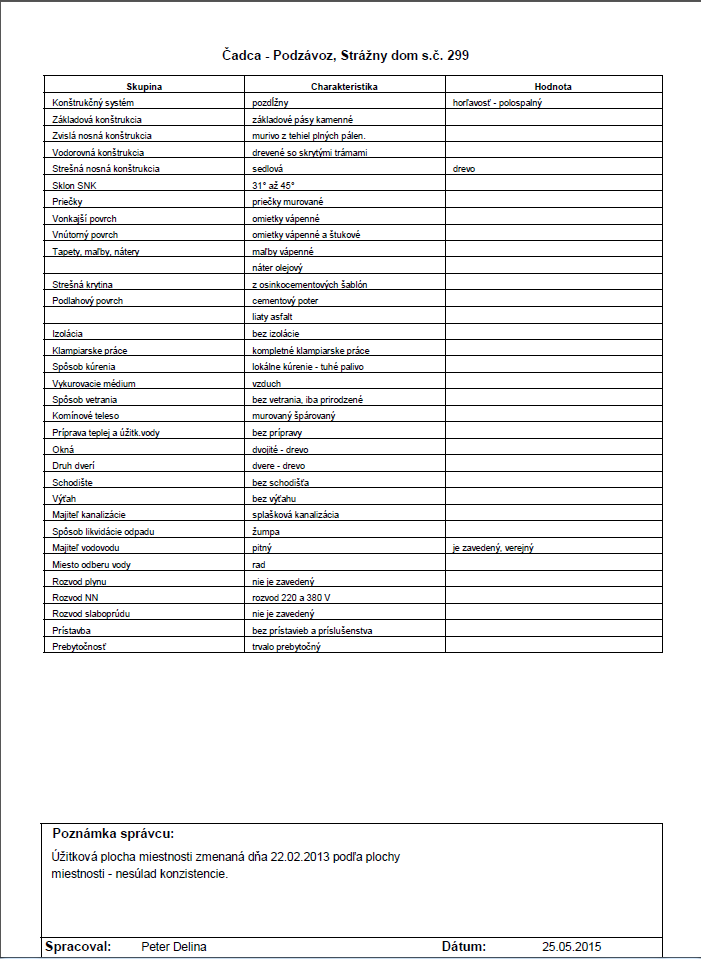 Čadca - Podzávoz, Strážny dom s.č. 299
Skupina Charakteristika Hodnota
Konštrukčný systém pozdĺžny horľavosť - polospalný
Základová konštrukcia základové pásy kamenné
Zvislá nosná konštrukcia murivo z tehiel plných pálen.
Vodorovná konštrukcia drevené so skrytými trámami
Strešná nosná konštrukcia sedlová drevo
Sklon SNK 31° až 45°
Priečky priečky murované
Vonkajší povrch omietky vápenné
Vnútorný povrch omietky vápenné a štukové
Tapety, maľby, nátery maľby vápenné
náter olejový
Strešná krytina z osinkocementových šablón
Podlahový povrch cementový poter
liaty asfalt
Izolácia bez izolácie
Klampiarske práce kompletné klampiarske práce
Spôsob kúrenia lokálne kúrenie - tuhé palivo
Vykurovacie médium vzduch
Spôsob vetrania bez vetrania, iba prirodzené
Komínové teleso murovaný špárovaný
Príprava teplej a úžitk.vody bez prípravy
Okná dvojité - drevo
Druh dverí dvere - drevo
Schodište bez schodišťa
Výťah bez výťahu
Majiteľ kanalizácie splašková kanalizácia
Spôsob likvidácie odpadu žumpa
Majiteľ vodovodu pitný je zavedený, verejný
Miesto odberu vody rad
Rozvod plynu nie je zavedený
Rozvod NN rozvod 220 a 380 V
Rozvod slaboprúdu nie je zavedený
Prístavba bez prístavieb a príslušenstva
Prebytočnosť trvalo prebytočný
Poznámka správcu:
Úžitková plocha miestnosti zmenaná dňa 22.02.2013 podľa plochy
miestnosti - nesúlad konzistencie.
Spracoval: Peter Delina Dátum: 25.05.2015